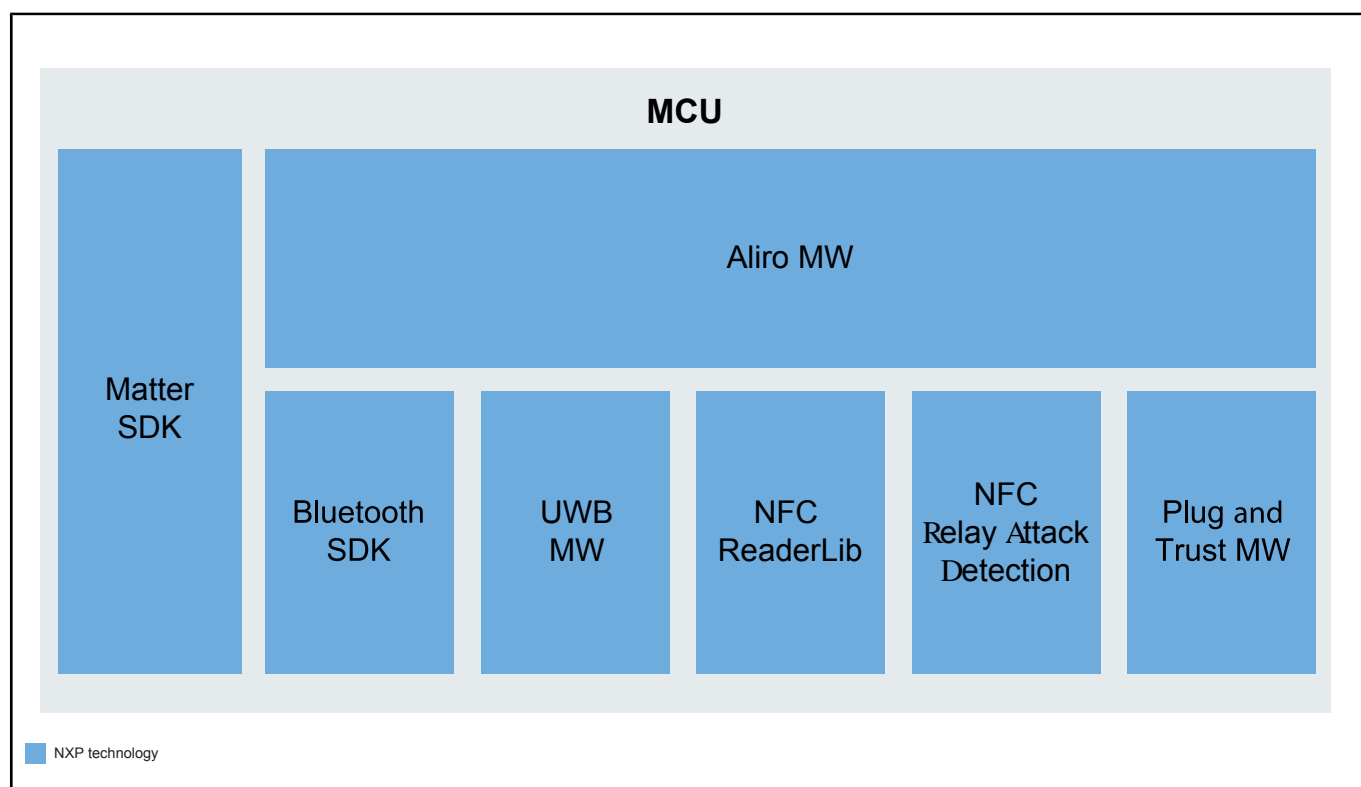 MCU
Aliro MW
Matter
SDK
Bluetooth
SDK
UWB
MW
NFC
ReaderLib
NFC
Relay Attack
Detection
Plug and
Trust MW
NXP technology